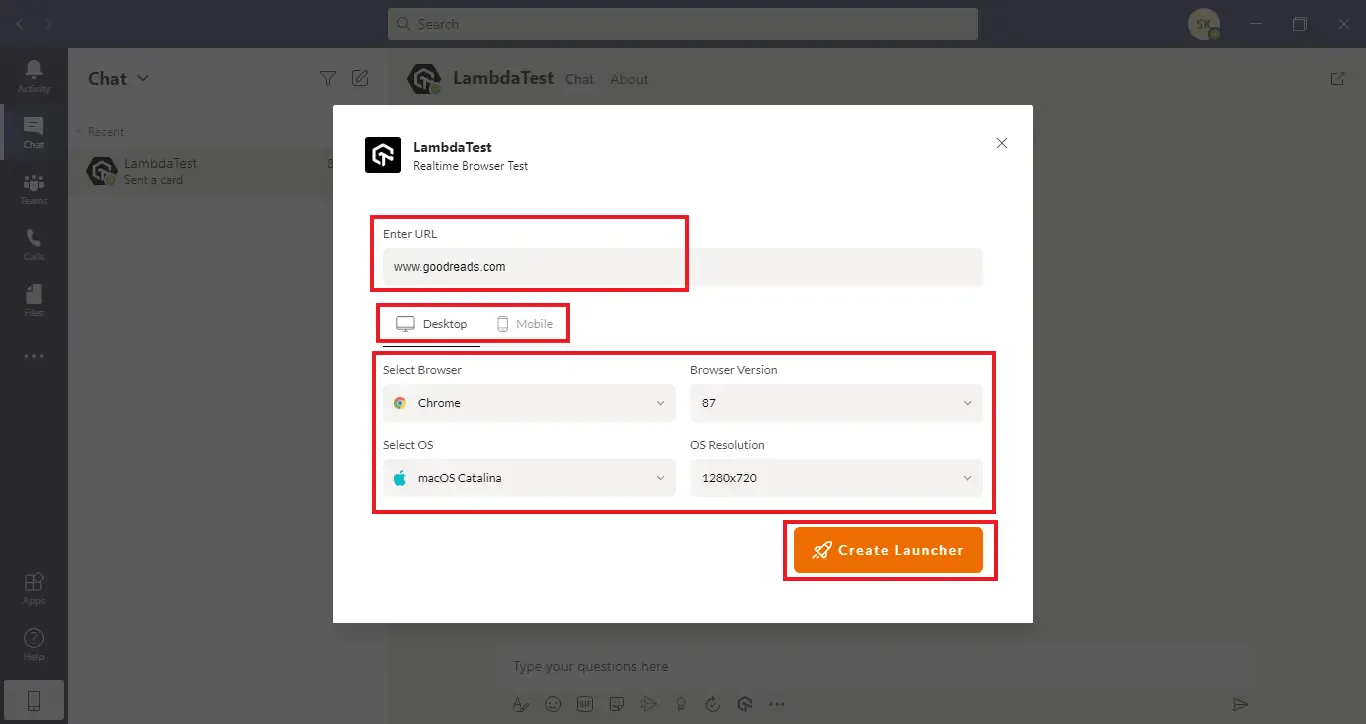 Search
SK
Activity
Chat
Teams
Calls
Files
Apps
Help
Chat
Recent
LambdaTest
Sent a card
8
LambdaTest Chat About
LambdaTest
Realtime Browser Test
Enter URL
www.goodreads.com
Desktop Mobile
Select Browser Browser Version
Chrome 87
Select OS OS Resolution
macOS Catalina 1280x720
Create Launcher
Type your questions here
GIF